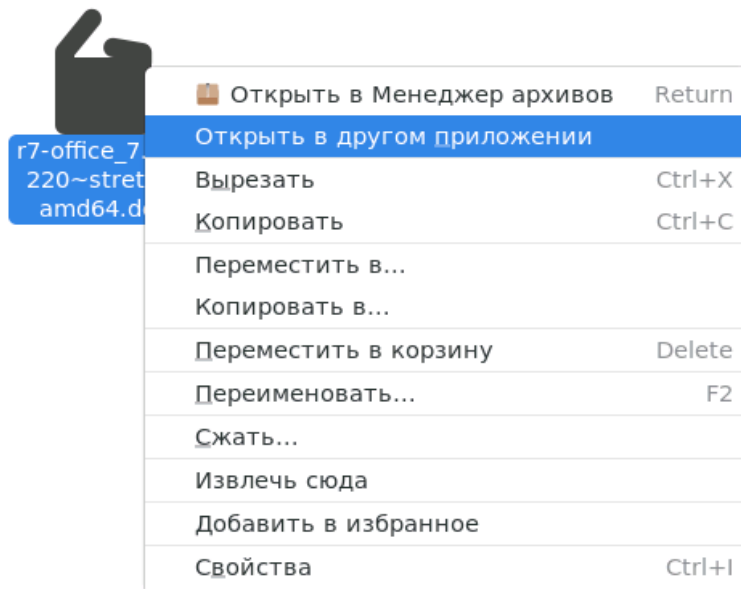 Открыть в Менеджер архивов Return
r7-office_7.
Открыть в другом приложении
220~stret
Вырезать Ctrl+X
amd64.de
Копировать Ctrl+C
Переместить в...
Копировать в...
Переместить в корзину Delete
Переименовать... F2
Сжать...
Извлечь сюда
Добавить в избранное
Свойства Ctrl+I